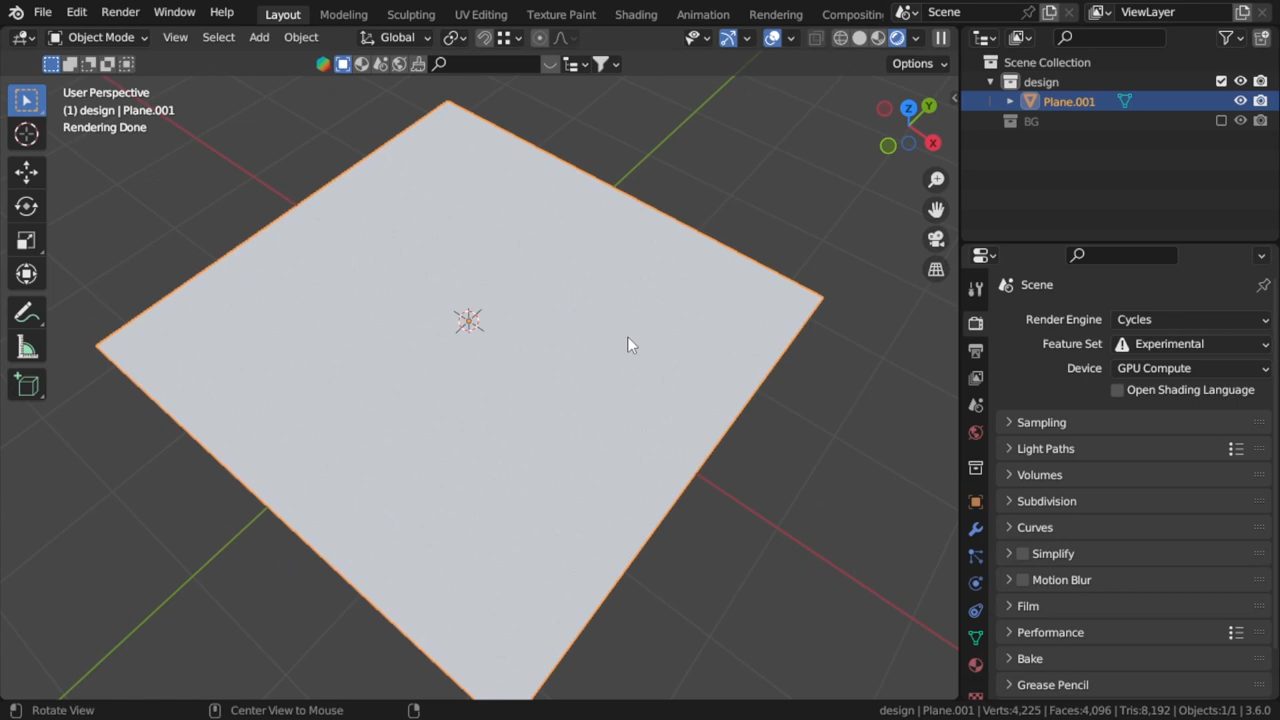 File Edit Render Window Help Layout Modeling Sculpting UV Editing Texture Paint Shading Animation Rendering Compositin Scene ViewLayer
Object Mode View Select Add Object Global
Options
User Perspective
(1) design | Plane.001
Rendering Done
Z Y X
Scene Collection
design
Plane.001
BG
Scene
Render Engine Cycles
Feature Set Experimental
Device GPU Compute
Open Shading Language
Sampling
Light Paths
Volumes
Subdivision
Curves
Simplify
Motion Blur
Film
Performance
Bake
Grease Pencil
Rotate View Center View to Mouse design | Plane.001 | Verts:4,225 | Faces:4,096 | Tris:8,192 | Objects:1/1 | 3.6.0